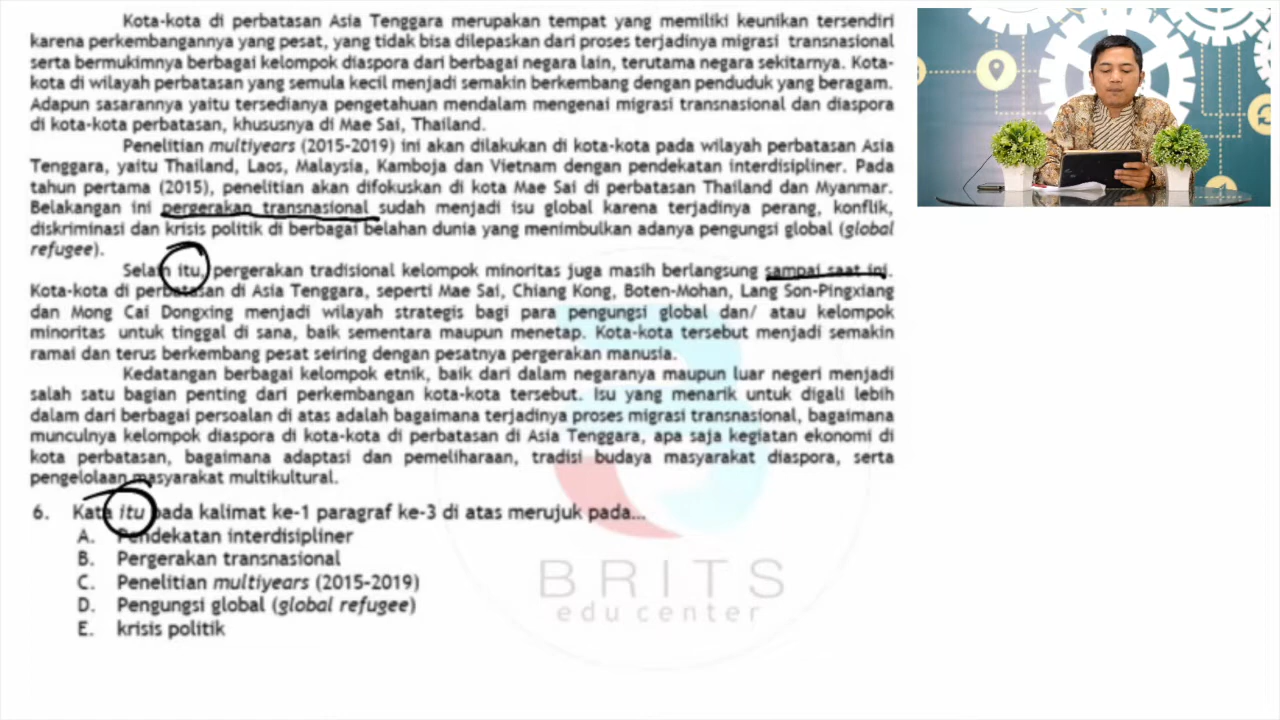 Kota-kota di perbatasan Asia Tenggara merupakan tempat yang memiliki keunikan tersendiri
karena perkembangannya yang pesat, yang tidak bisa dilepaskan dari proses terjadinya migrasi transnasional
serta bermukimnya berbagai kelompok diaspora dari berbagai negara lain, terutama negara sekitarnya. Kota-
kota di wilayah perbatasan yang semula kecil menjadi semakin berkembang dengan penduduk yang beragam.
Adapun sasarannya yaitu tersedianya pengetahuan mendalam mengenai migrasi transnasional dan diaspora
di kota-kota perbatasan, khususnya di Mae Sai, Thailand.
Penelitian multiyears (2015-2019) ini akan dilakukan di kota-kota pada wilayah perbatasan Asia
Tenggara, yaitu Thailand, Laos, Malaysia, Kamboja dan Vietnam dengan pendekatan interdisipliner. Pada
tahun pertama (2015), penelitian akan difokuskan di kota Mae Sai di perbatasan Thailand dan Myanmar.
Belakangan ini pergerakan transnasional sudah menjadi isu global karena terjadinya perang, konflik,
diskriminasi dan krisis politik di berbagai belahan dunia yang menimbulkan adanya pengungsi global (global
refugee).
Selain itu, pergerakan tradisional kelompok minoritas juga masih berlangsung sampai saat ini.
Kota-kota di perbatasan di Asia Tenggara, seperti Mae Sai, Chiang Kong, Boten-Mohan, Lang Son-Pingxiang
dan Mong Cai Dongxing menjadi wilayah strategis bagi para pengungsi global dan/ atau kelompok
minoritas untuk tinggal di sana, baik sementara maupun menetap. Kota-kota tersebut menjadi semakin
ramai dan terus berkembang pesat seiring dengan pesatnya pergerakan manusia.
Kedatangan berbagai kelompok etnik, baik dari dalam negaranya maupun luar negeri menjadi
salah satu bagian penting dari perkembangan kota-kota tersebut. Isu yang menarik untuk digali lebih
dalam dari berbagai persoalan di atas adalah bagaimana terjadinya proses migrasi transnasional, bagaimana
munculnya kelompok diaspora di kota-kota di perbatasan di Asia Tenggara, apa saja kegiatan ekonomi di
kota perbatasan, bagaimana adaptasi dan pemeliharaan, tradisi budaya masyarakat diaspora, serta
pengelolaan masyarakat multikultural.
6. Kata itu pada kalimat ke-1 paragraf ke-3 di atas merujuk pada...
A. Pendekatan interdisipliner
B. Pergerakan transnasional
C. Penelitian multiyears (2015-2019)
D. Pengungsi global (global refugee)
E. krisis politik
BRITS
edu center